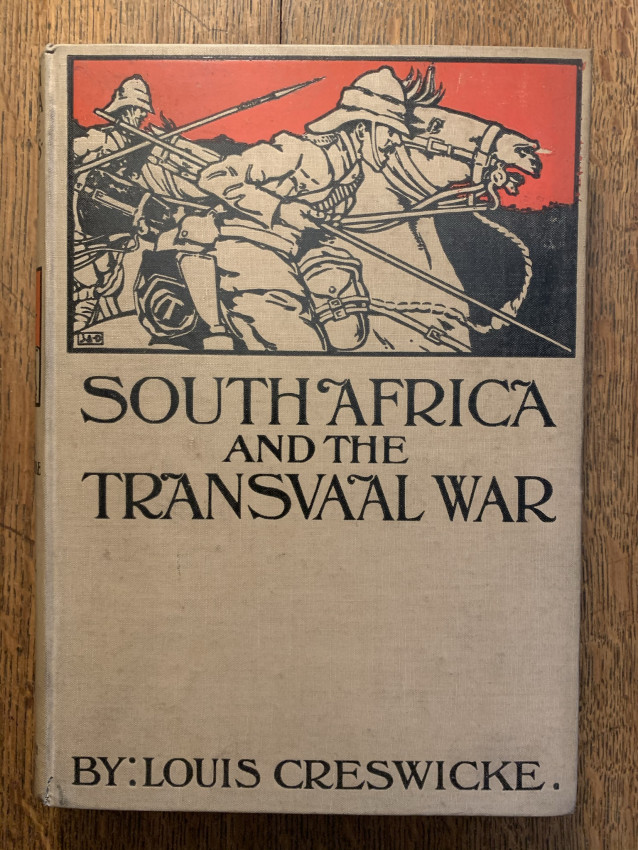 SOUTH AFRICA
AND THE
TRANSVAAL WAR
BY: LOUIS CRESWICKE.